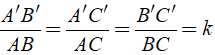 A′B′/AB = A′C′/AC = B′C′/BC = k